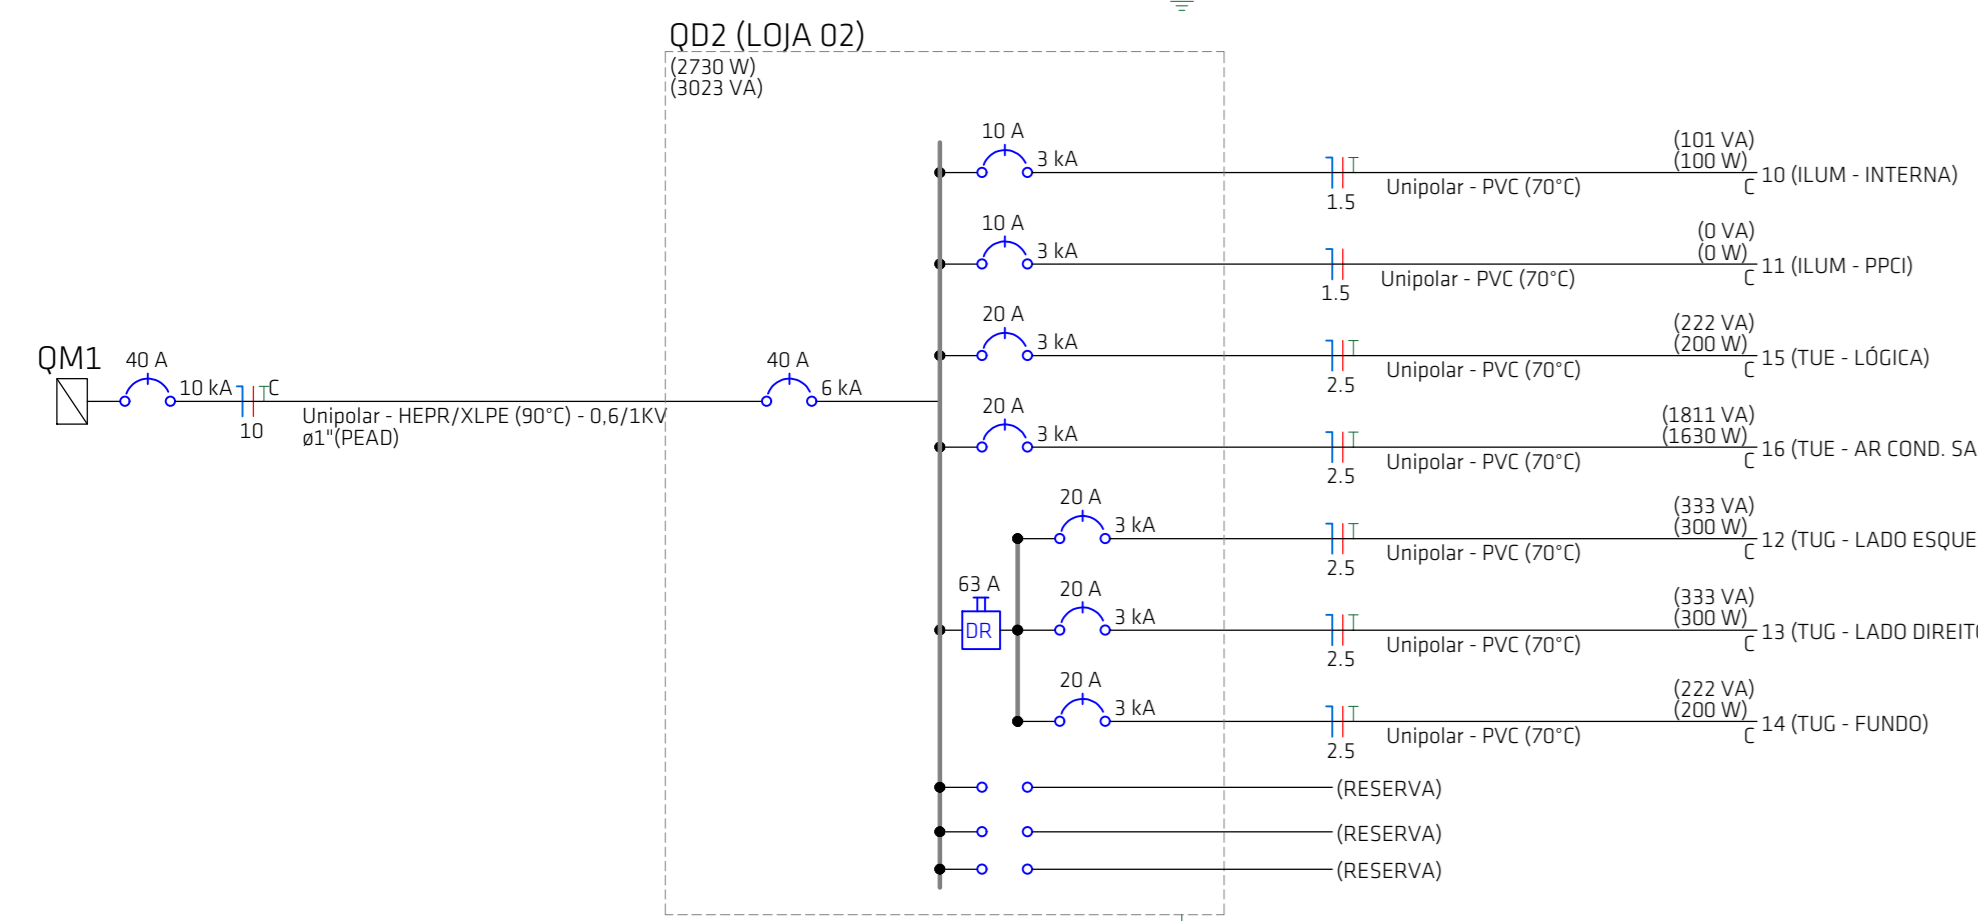 QD2 (LOJA 02)
(2730 W)
(3023 VA)
10 A
3 kA
1.5
Unipolar - PVC (70°C)
(101 VA)
(100 W)
C
10 (ILUM - INTERNA)
10 A
3 kA
1.5
Unipolar - PVC (70°C)
(0 VA)
(0 W)
C
11 (ILUM - PPCI)
20 A
3 kA
2.5
Unipolar - PVC (70°C)
(222 VA)
(200 W)
C
15 (TUE - LÓGICA)
QM1
40 A
10 kA
T
C
10
Unipolar - HEPR/XLPE (90°C) - 0,6/1KV
ø1"(PEAD)
40 A
6 kA
20 A
3 kA
2.5
Unipolar - PVC (70°C)
(1811 VA)
(1630 W)
C
16 (TUE - AR COND. SA
20 A
3 kA
2.5
Unipolar - PVC (70°C)
(333 VA)
(300 W)
C
12 (TUG - LADO ESQUE
63 A
DR
20 A
3 kA
2.5
Unipolar - PVC (70°C)
(333 VA)
(300 W)
C
13 (TUG - LADO DIREITO
20 A
3 kA
2.5
Unipolar - PVC (70°C)
(222 VA)
(200 W)
C
14 (TUG - FUNDO)
(RESERVA)
(RESERVA)
(RESERVA)